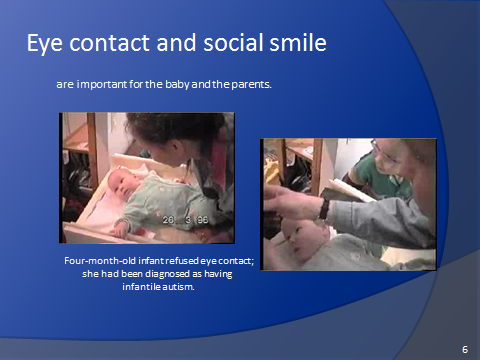 Eye contact and social smile
are important for the baby and the parents.
26 3 96
Four-month-old infant refused eye contact;
she had been diagnosed as having
infantile autism.
6